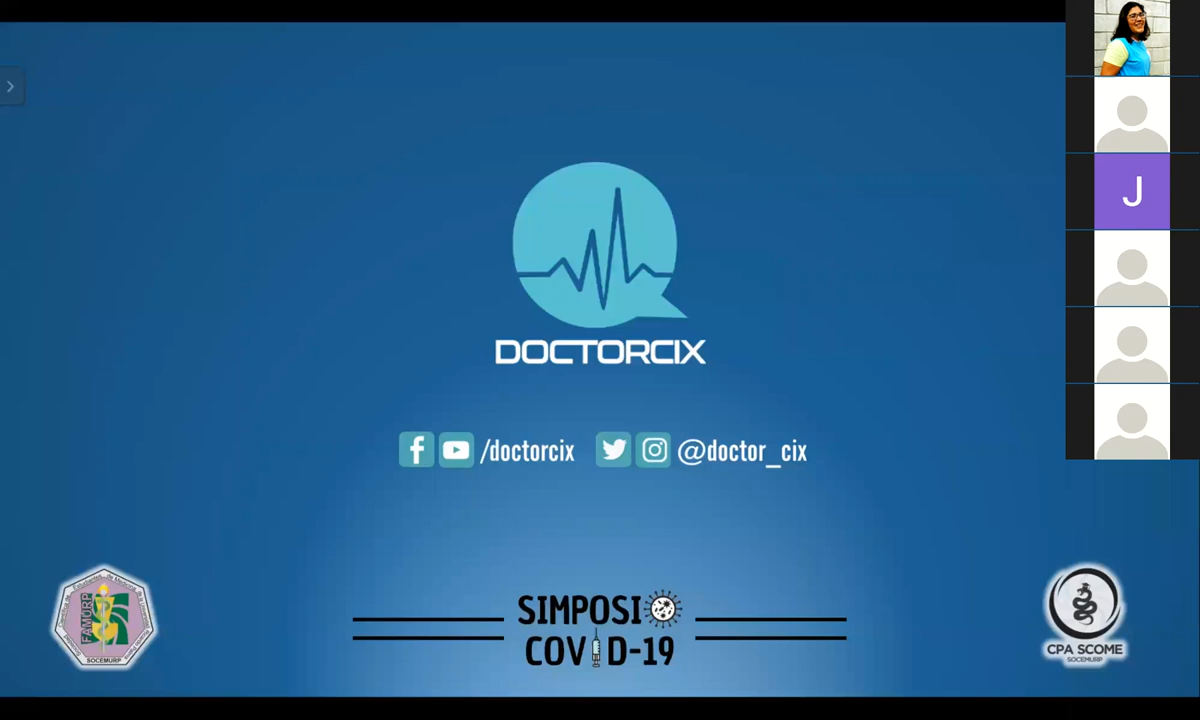 J
DOCTORCIX
/doctorcix @doctor_cix
FAMURP
SOCEMURP
SIMPOSIO
COVID-19
CPA SCOME
SOCEMURP